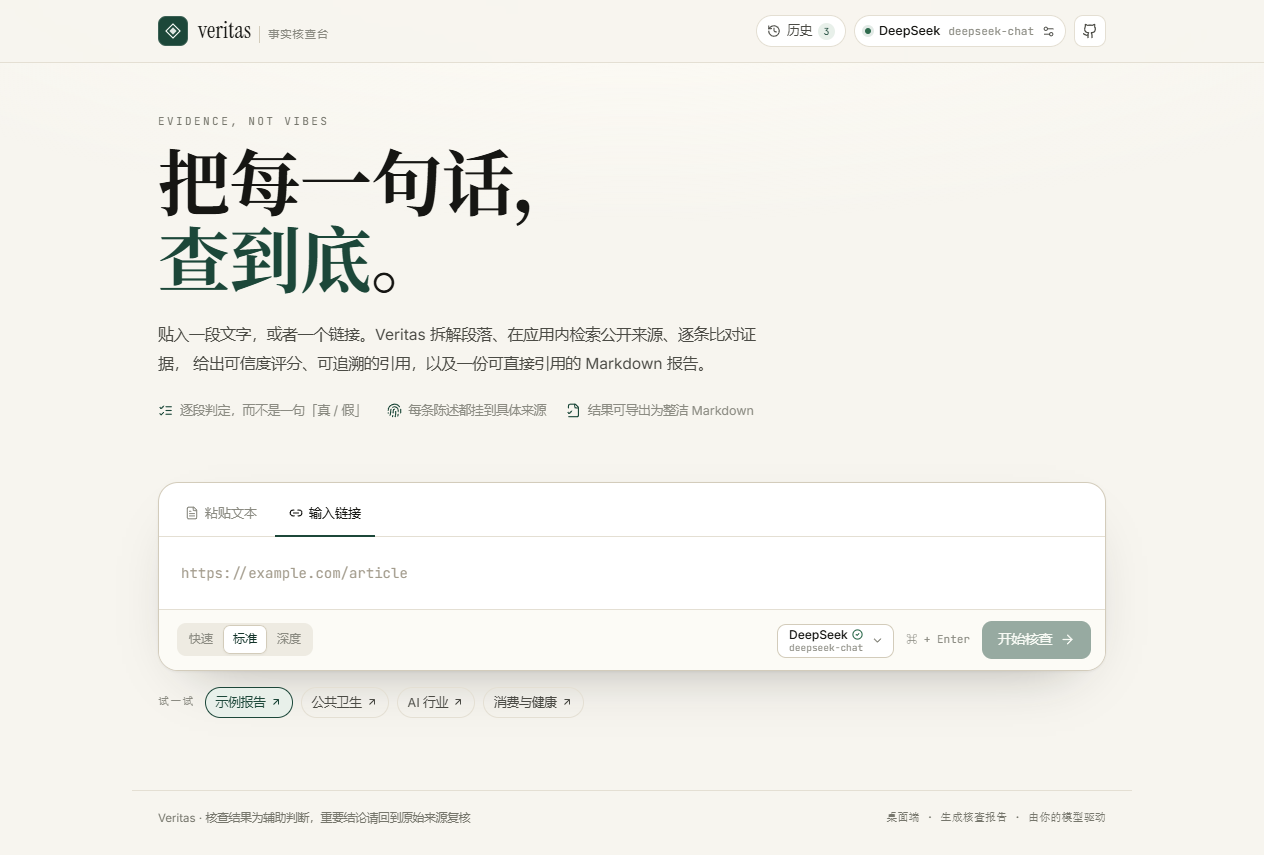 veritas 事实核查台
历史 3
DeepSeek deepseek-chat
EVIDENCE, NOT VIBES
把每一句话,
查到底。
贴入一段文字，或者一个链接。Veritas 拆解段落、在应用内检索公开来源、逐条比对证
据， 给出可信度评分、可追溯的引用，以及一份可直接引用的 Markdown 报告。
逐段判定，而不是一句「真 / 假」 每条陈述都挂到具体来源 结果可导出为整洁 Markdown
粘贴文本 输入链接
https://example.com/article
快速 标准 深度
DeepSeek
deepseek-chat
⌘ + Enter
开始核查 →
试一试 示例报告 ↗ 公共卫生 ↗ AI 行业 ↗ 消费与健康 ↗
Veritas · 核查结果为辅助判断，重要结论请回到原始来源复核
桌面端 · 生成核查报告 · 由你的模型驱动